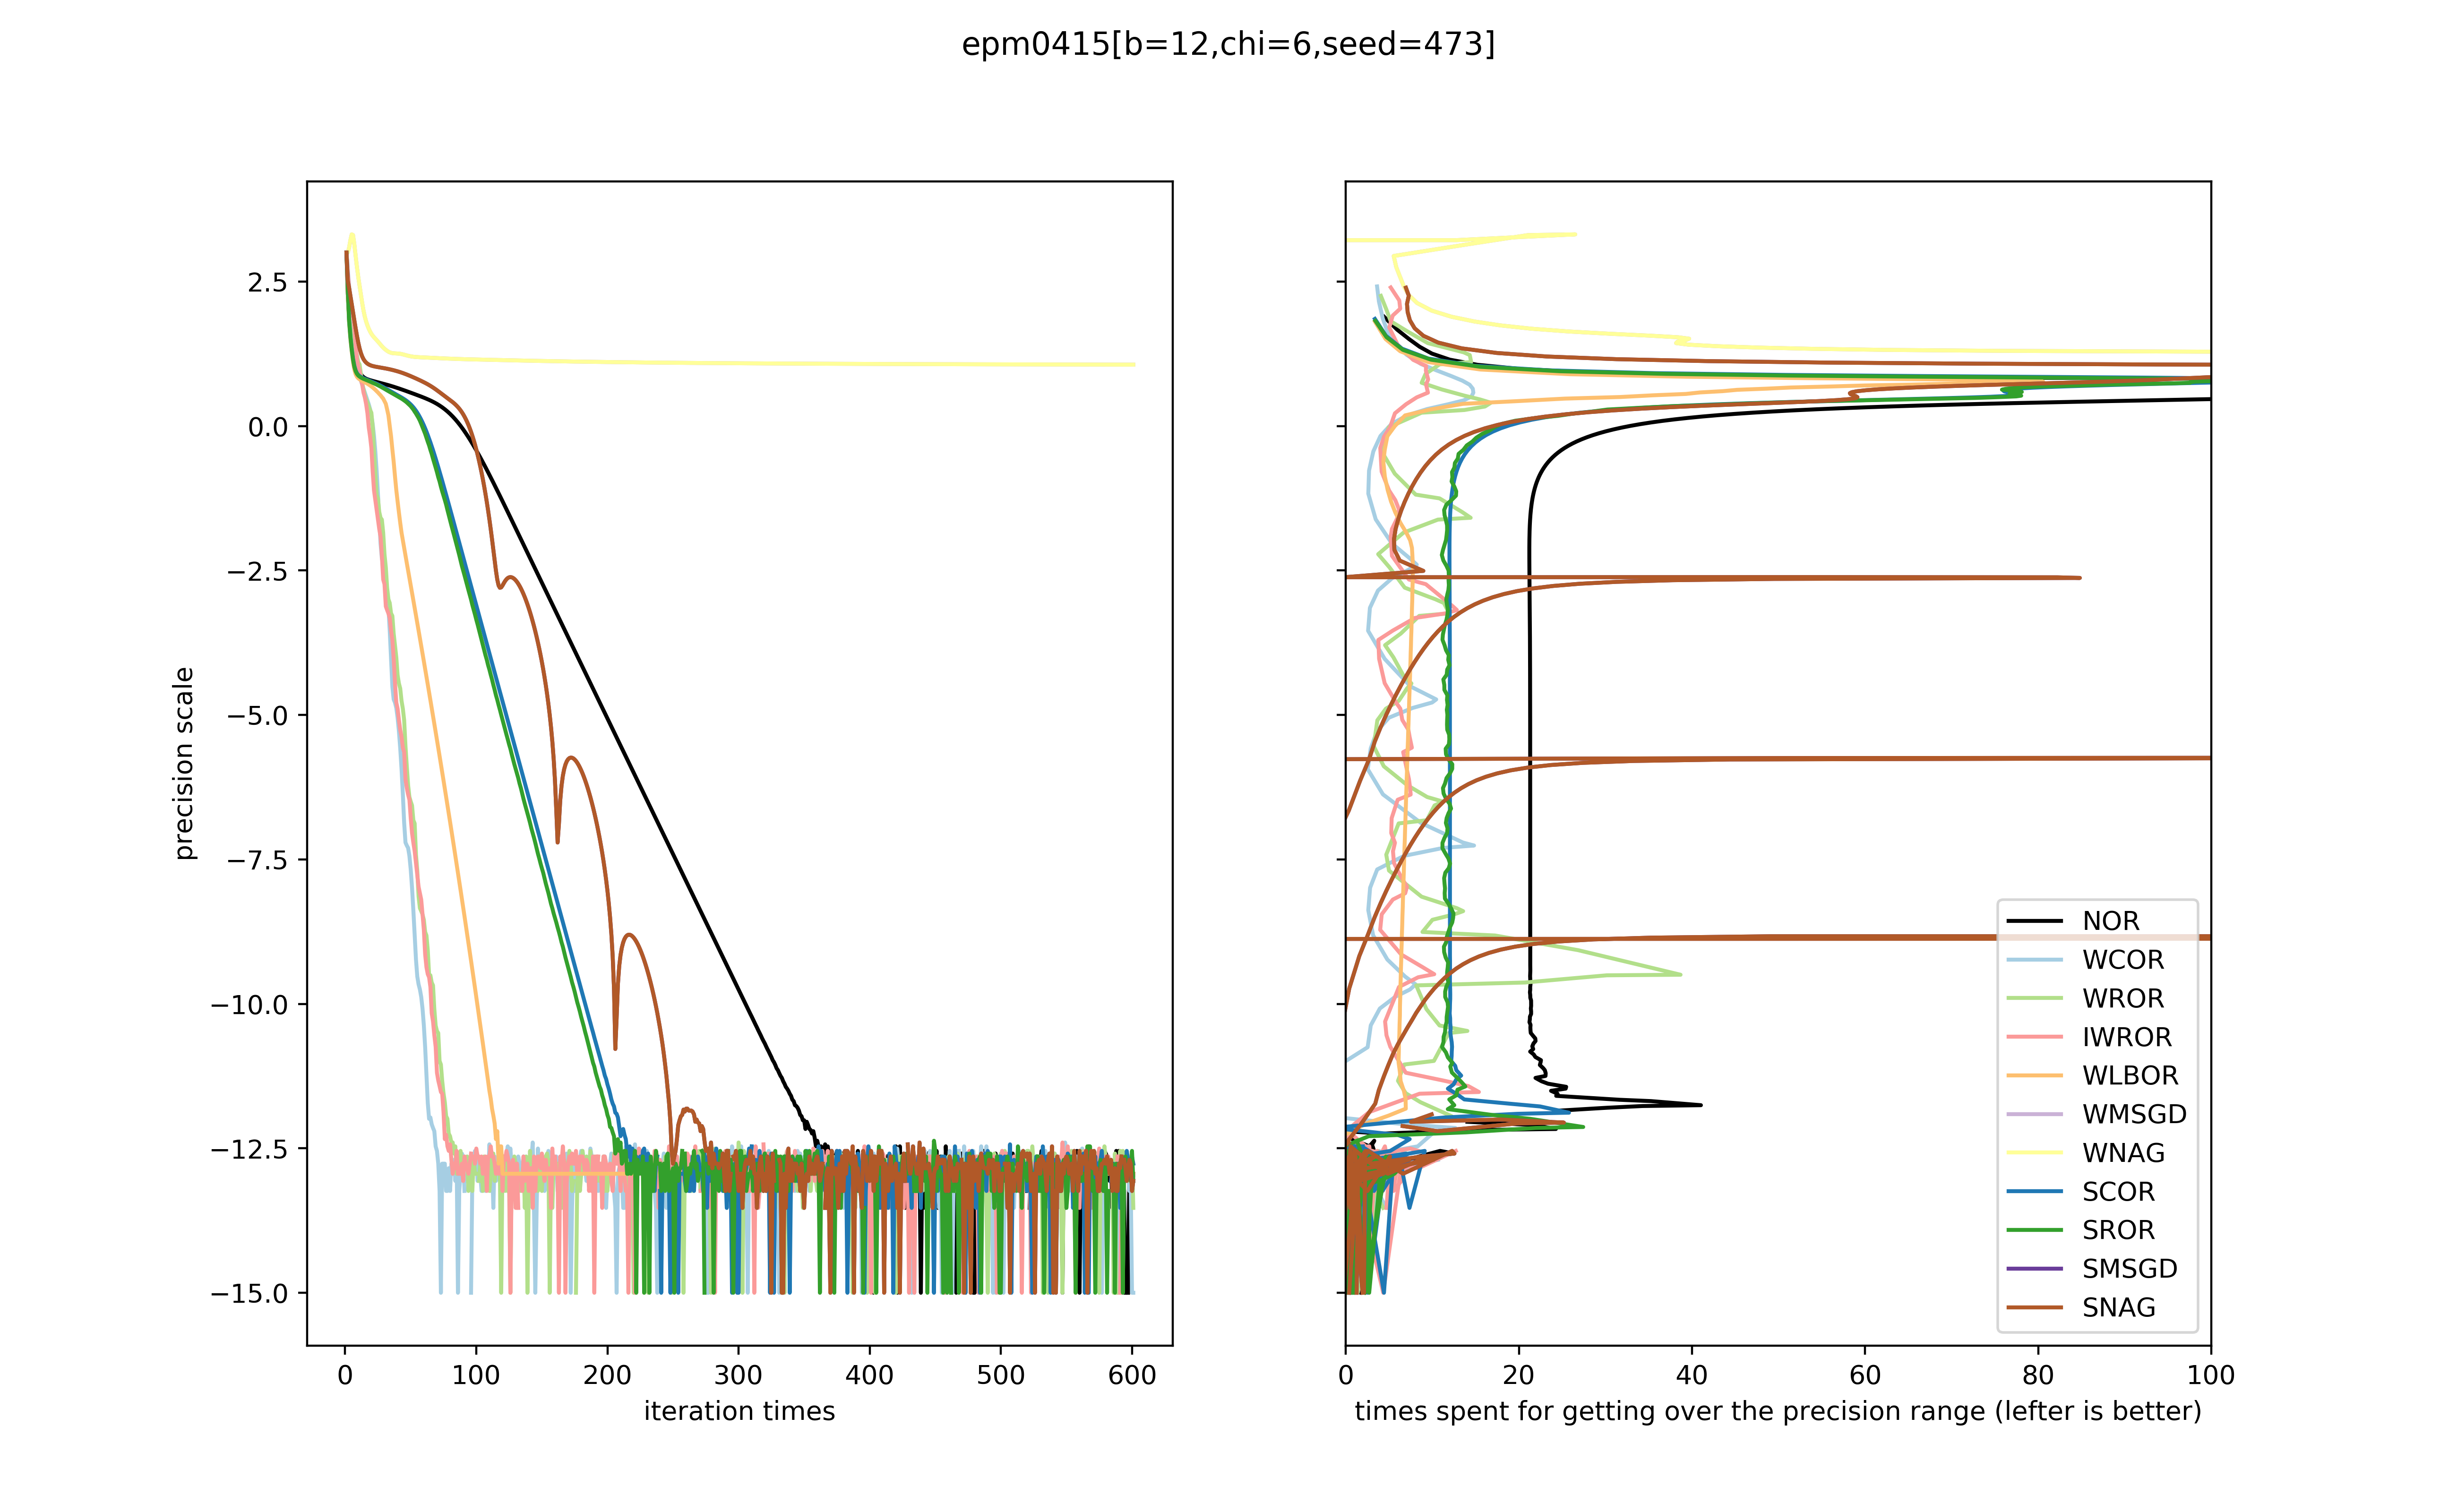 epm0415[b=12,chi=6,seed=473]
precision scale
2.5
0.0
−2.5
−5.0
−7.5
−10.0
−12.5
−15.0
0 100 200 300 400 500 600
iteration times
NOR
WCOR
WROR
IWROR
WLBOR
WMSGD
WNAG
SCOR
SROR
SMSGD
SNAG
0 20 40 60 80 100
times spent for getting over the precision range (lefter is better)